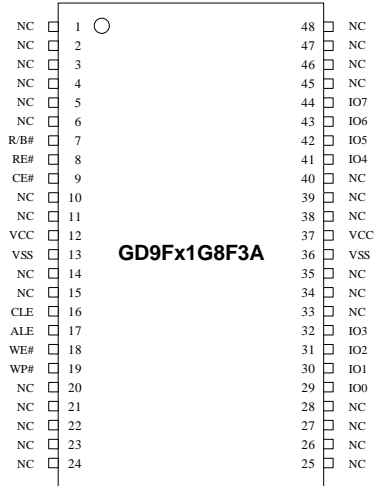 NC 1 48 NC
NC 2 47 NC
NC 3 46 NC
NC 4 45 NC
NC 5 44 IO7
NC 6 43 IO6
R/B# 7 42 IO5
RE# 8 41 IO4
CE# 9 40 NC
NC 10 39 NC
NC 11 38 NC
VCC 12 37 VCC
VSS 13 GD9Fx1G8F3A 36 VSS
NC 14 35 NC
NC 15 34 NC
CLE 16 33 NC
ALE 17 32 IO3
WE# 18 31 IO2
WP# 19 30 IO1
NC 20 29 IO0
NC 21 28 NC
NC 22 27 NC
NC 23 26 NC
NC 24 25 NC